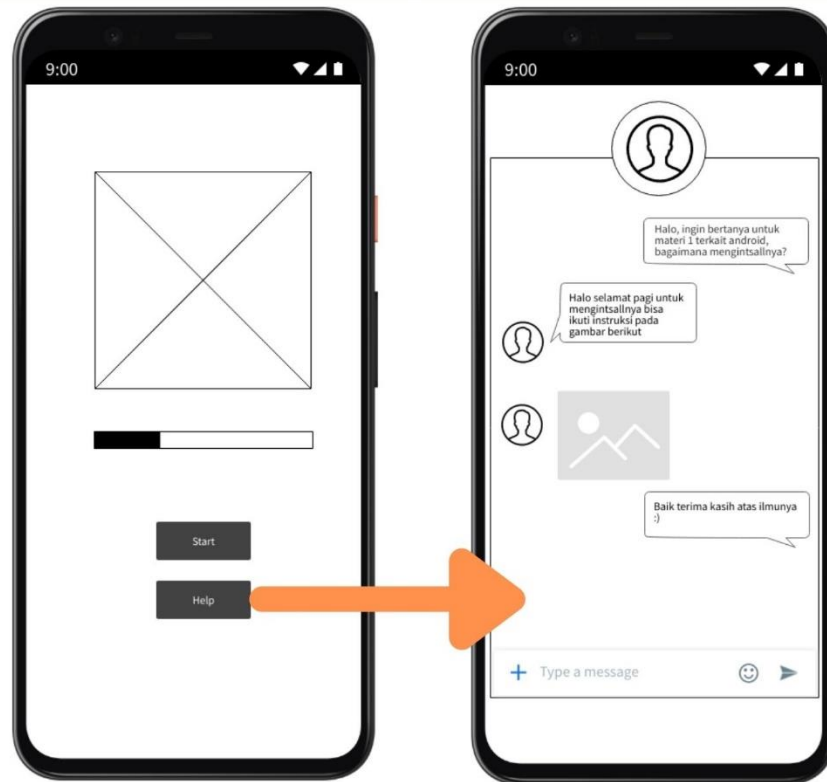 9:00
Start
Help
9:00
Halo, ingin bertanya untuk
materi 1 terkait android,
bagaimana mengintsallnya?
Halo selamat pagi untuk
mengintsallnya bisa
ikuti instruksi pada
gambar berikut
Baik terima kasih atas ilmunya
:)
Type a message